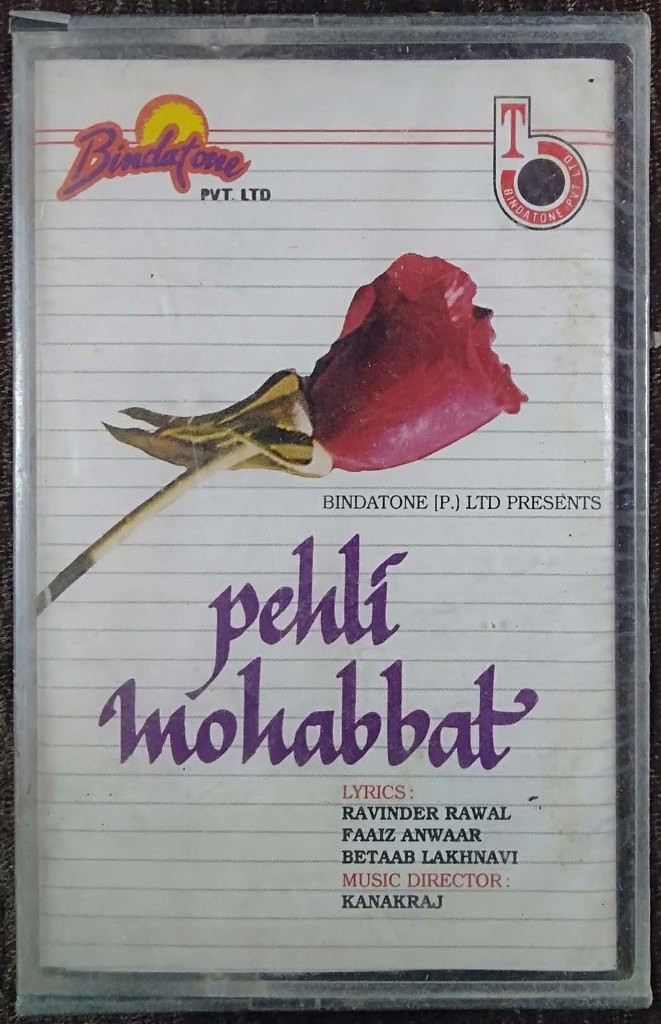 Bindatone
PVT. LTD
T
BINDATONE PVT LTD
BINDATONE [P.] LTD PRESENTS
pehli
mohabbat
LYRICS :
RAVINDER RAWAL
FAAIZ ANWAAR
BETAAB LAKHNAVI
MUSIC DIRECTOR :
KANAKRAJ